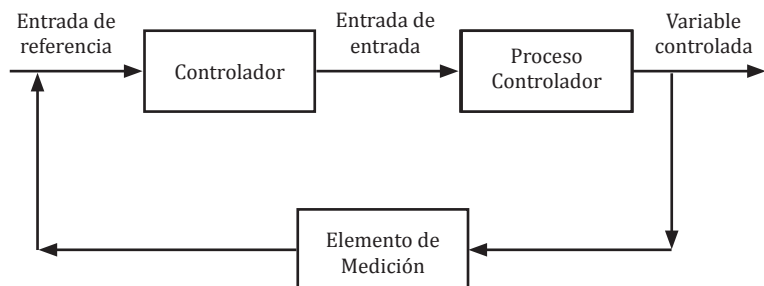 Entrada de
referencia
Controlador
Entrada de
entrada
Proceso
Controlador
Variable
controlada
Elemento de
Medición